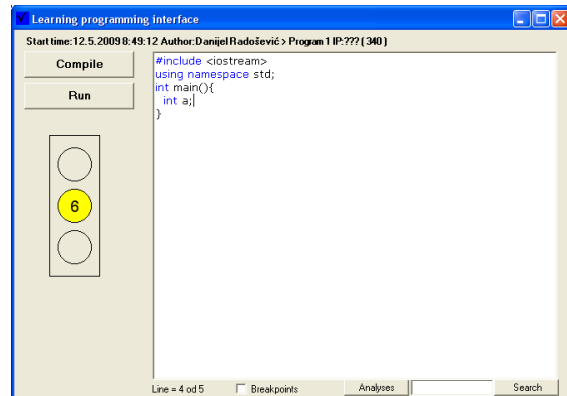 Learning programming interface
Start time: 12.5.2009 8:49:12 Author: Danijel Radošević > Program 1 IP:??? ( 340 )
Compile
Run
6
#include <iostream>
using namespace std;
int main(){
  int a;
}
Line = 4 od 5
Breakpoints
Analyses
Search